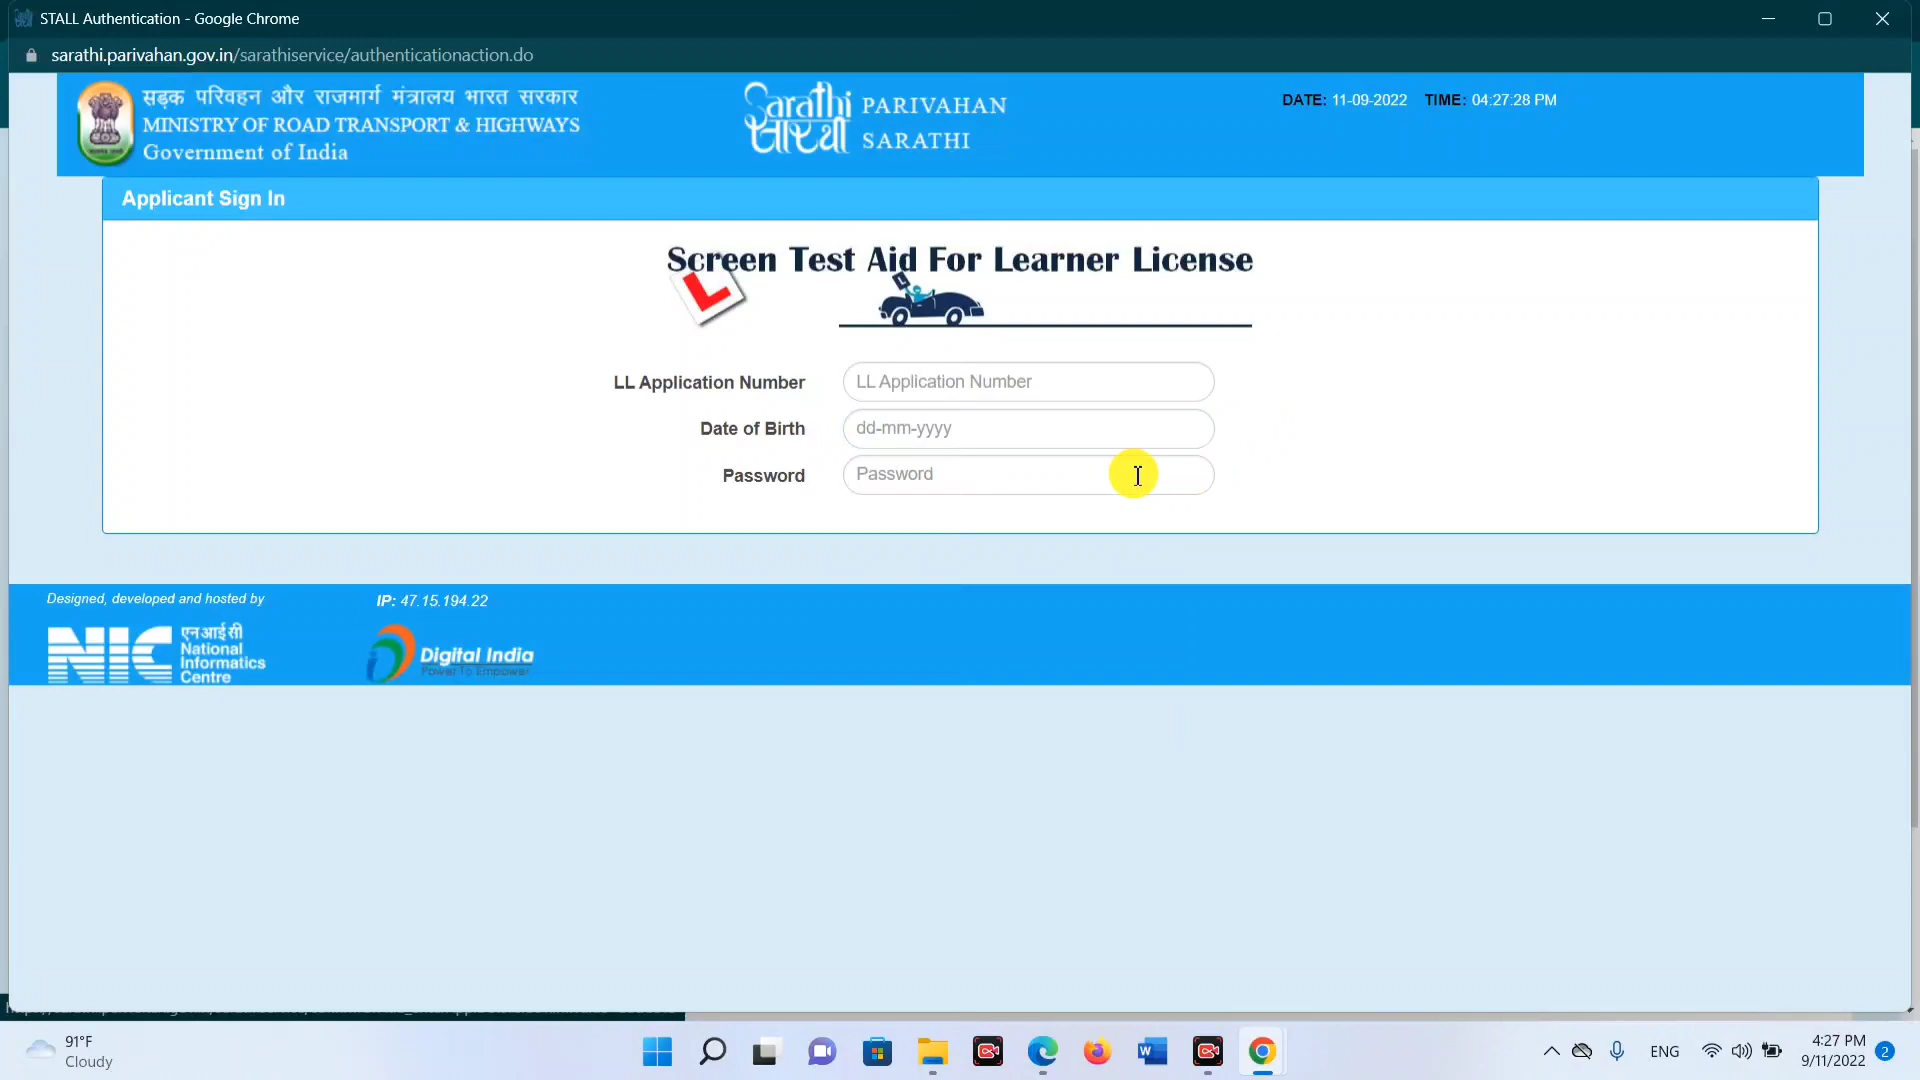 STALL Authentication - Google Chrome
sarathi.parivahan.gov.in/sarathiservice/authenticationaction.do
सड़क परिवहन और राजमार्ग मंत्रालय भारत सरकार
MINISTRY OF ROAD TRANSPORT & HIGHWAYS
Government of India
Sarathi PARIVAHAN
सारथी SARATHI
DATE: 11-09-2022 TIME: 04:27:28 PM
Applicant Sign In
Screen Test Aid For Learner License
L
LL Application Number LL Application Number
Date of Birth dd-mm-yyyy
Password Password
Designed, developed and hosted by
IP: 47.15.194.22
NIC
एनआईसी
National
Informatics
Centre
Digital India
Power To Empower
91°F
Cloudy
ENG
4:27 PM
9/11/2022
2